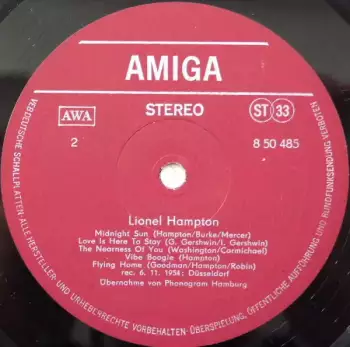 AMIGA
AWA
STEREO
ST 33
2
8 50 485
Lionel Hampton
Midnight Sun (Hampton/Burke/Mercer)
Love Is Here To Stay (G. Gershwin/I. Gershwin)
The Nearness Of You (Washington/Carmichael)
Vibe Boogie (Hampton)
Flying Home (Goodman/Hampton/Robin)
rec. 6. 11. 1954; Düsseldorf
Übernahme von Phonogram Hamburg
VEB DEUTSCHE SCHALLPLATTEN · ALLE HERSTELLER- UND URHEBERRECHTE VORBEHALTEN · ÜBERSPIELUNG, ÖFFENTLICHE AUFFÜHRUNG UND RUNDFUNKSENDUNG VERBOTEN